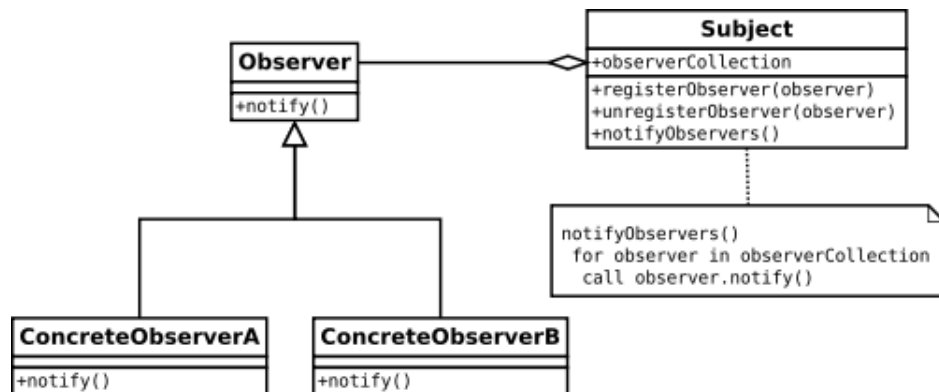 Observer
+notify()
Subject
+observerCollection
+registerObserver(observer)
+unregisterObserver(observer)
+notifyObservers()
notifyObservers()
for observer in observerCollection
call observer.notify()
ConcreteObserverA
+notify()
ConcreteObserverB
+notify()